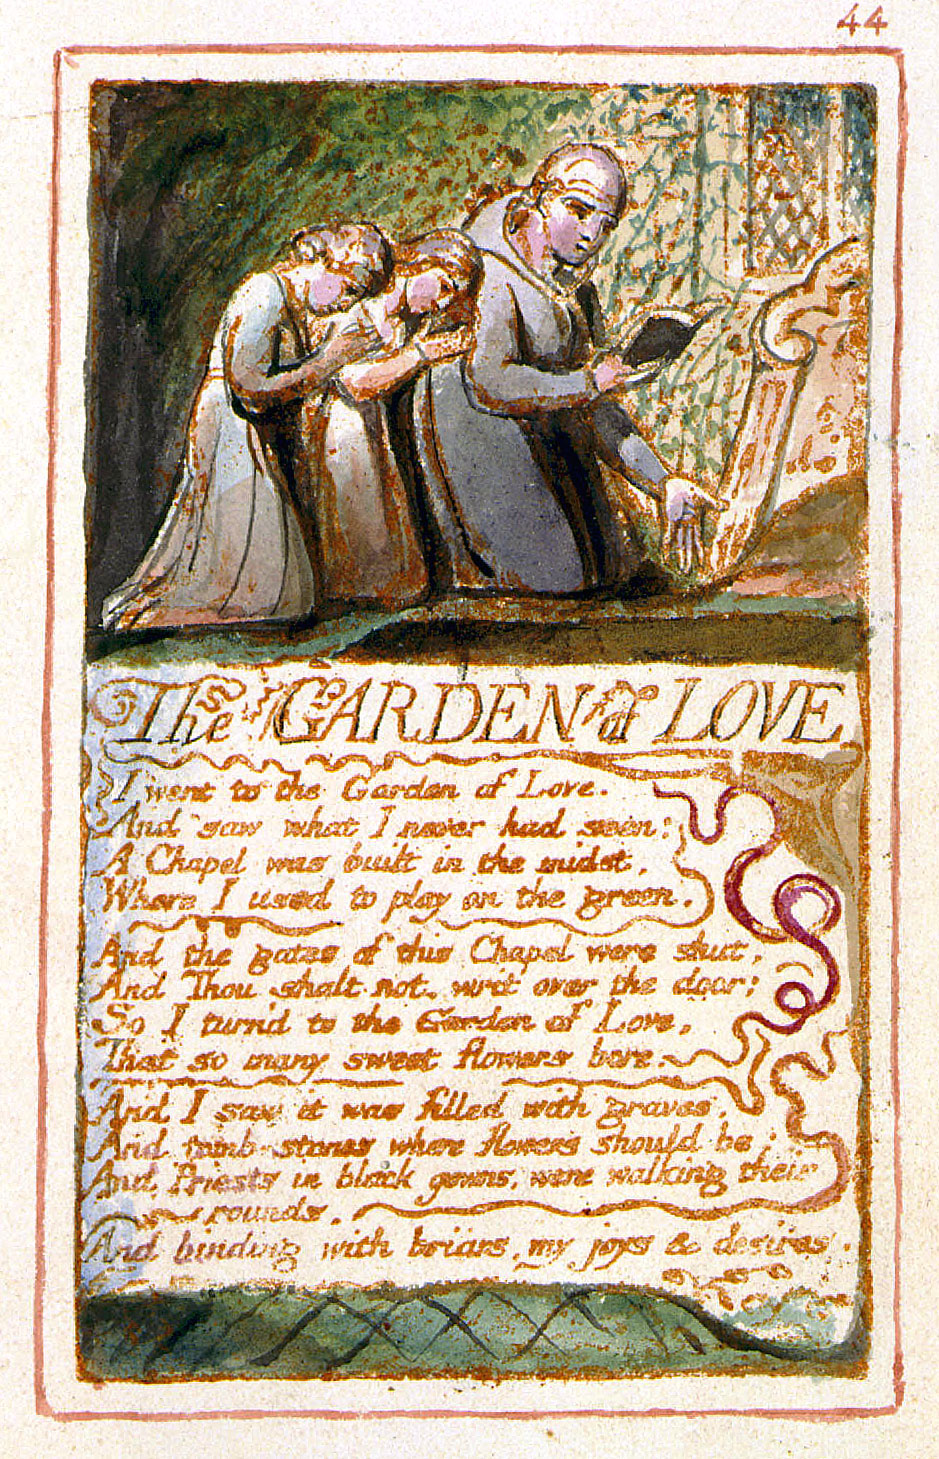 44
The GARDEN of LOVE
I went to the Garden of Love.
And saw what I never had seen:
A Chapel was built in the midst,
Where I used to play on the green.
And the gates of this Chapel were shut,
And Thou shalt not. writ over the door;
So I turn'd to the Garden of Love,
That so many sweet flowers bore.
And I saw it was filled with graves,
And tomb-stones where flowers should be:
And Priests in black gowns, were walking their
rounds,
And binding with briars, my joys & desires.